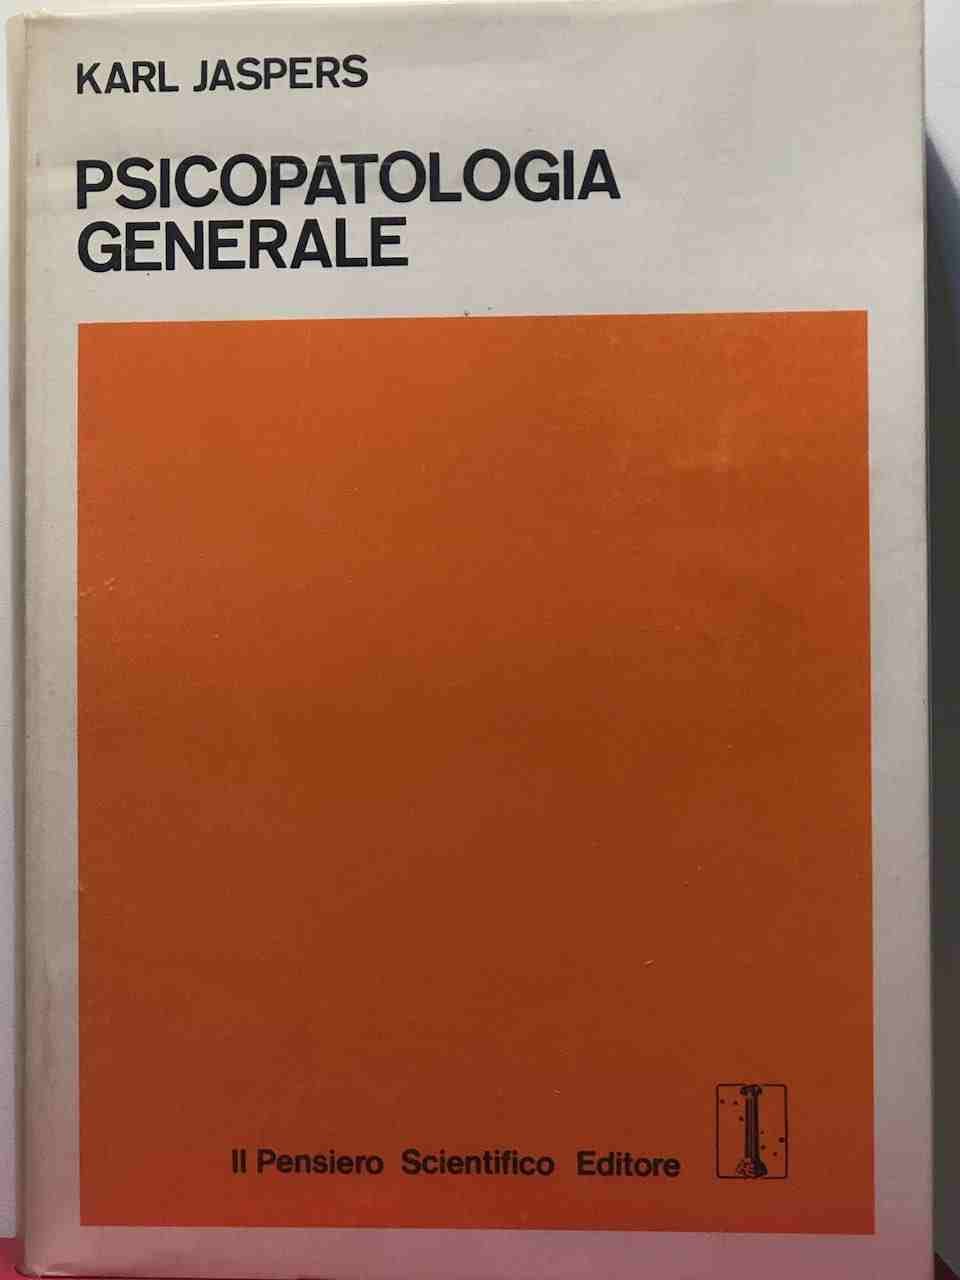 KARL JASPERS
PSICOPATOLOGIA
GENERALE
Il Pensiero Scientifico Editore